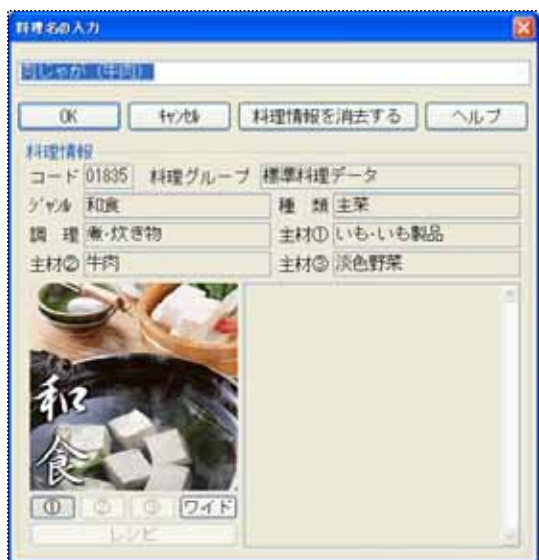 料理名の入力
肉じゃが (牛肉)
OK キャンセル 料理情報を消去する ヘルプ
料理情報
コード 01835 料理グループ 標準料理データ
ジャンル 和食 種 類 主菜
調 理 煮・炊き物 主材① いも・いも製品
主材② 牛肉 主材③ 淡色野菜
和食
① ② ③ ワイド
レシピ